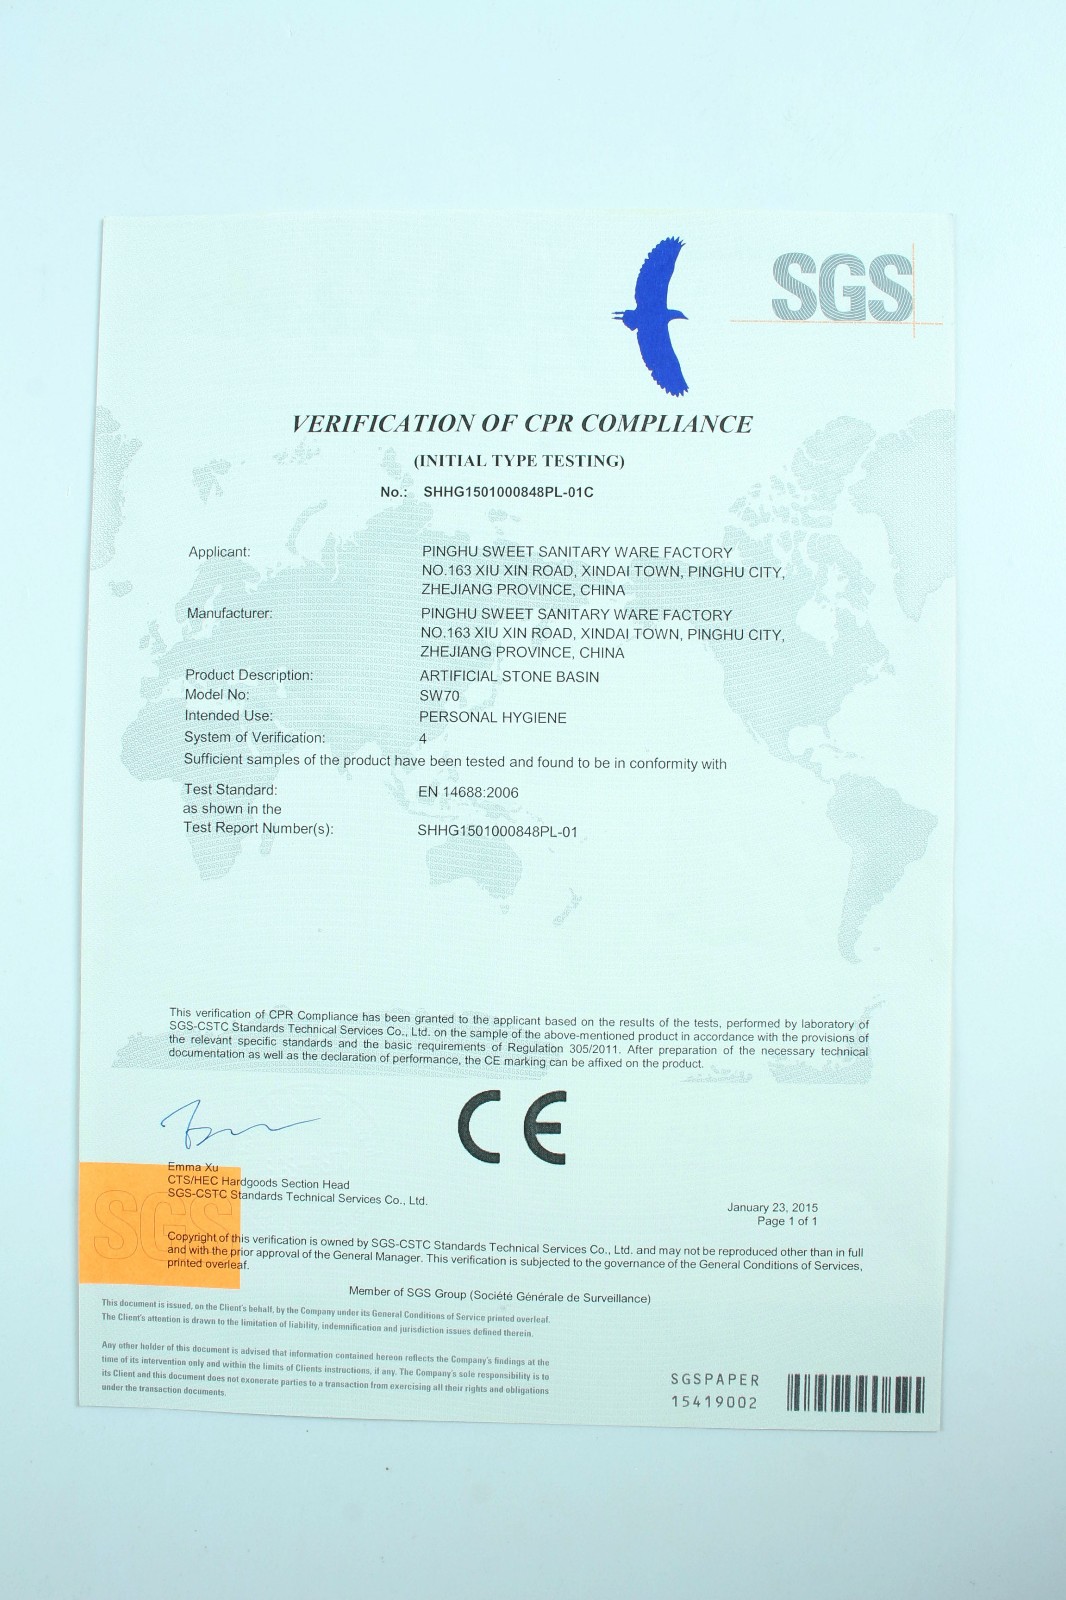 SGS
VERIFICATION OF CPR COMPLIANCE
(INITIAL TYPE TESTING)
No.: SHHG1501000848PL-01C
Applicant: PINGHU SWEET SANITARY WARE FACTORY
NO.163 XIU XIN ROAD, XINDAI TOWN, PINGHU CITY,
ZHEJIANG PROVINCE, CHINA
Manufacturer: PINGHU SWEET SANITARY WARE FACTORY
NO.163 XIU XIN ROAD, XINDAI TOWN, PINGHU CITY,
ZHEJIANG PROVINCE, CHINA
Product Description: ARTIFICIAL STONE BASIN
Model No: SW70
Intended Use: PERSONAL HYGIENE
System of Verification: 4
Sufficient samples of the product have been tested and found to be in conformity with
Test Standard: EN 14688:2006
as shown in the
Test Report Number(s): SHHG1501000848PL-01
This verification of CPR Compliance has been granted to the applicant based on the results of the tests, performed by laboratory of
SGS-CSTC Standards Technical Services Co., Ltd. on the sample of the above-mentioned product in accordance with the provisions of
the relevant specific standards and the basic requirements of Regulation 305/2011. After preparation of the necessary technical
documentation as well as the declaration of performance, the CE marking can be affixed on the product.
CE
Emma Xu
CTS/HEC Hardgoods Section Head
SGS-CSTC Standards Technical Services Co., Ltd.
January 23, 2015
Page 1 of 1
SGS
Copyright of this verification is owned by SGS-CSTC Standards Technical Services Co., Ltd. and may not be reproduced other than in full
and with the prior approval of the General Manager. This verification is subjected to the governance of the General Conditions of Services,
printed overleaf.
Member of SGS Group (Société Générale de Surveillance)
This document is issued, on the Client's behalf, by the Company under its General Conditions of Service printed overleaf.
The Client's attention is drawn to the limitation of liability, indemnification and jurisdiction issues defined therein.
Any other holder of this document is advised that information contained hereon reflects the Company's findings at the
time of its intervention only and within the limits of Clients instructions, if any. The Company's sole responsibility is to
its Client and this document does not exonerate parties to a transaction from exercising all their rights and obligations
under the transaction documents.
SGSPAPER
15419002